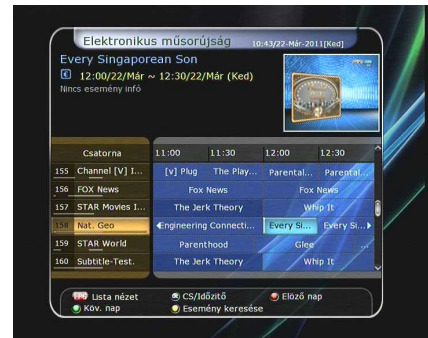 Elektronikus műsorújság 10:43/22-Már-2011[Ked]
Every Singaporean Son
12:00/22/Már ~ 12:30/22/Már (Ked)
Nincs esemény infó
Csatorna 11:00 11:30 12:00 12:30
155 Channel [V] I... [v] Plug The Play... Parental... Parental...
156 FOX News Fox News Fox News
157 STAR Movies I... The Jerk Theory Whip It
158 Nat. Geo Engineering Connecti... Every Si... Every Si...
159 STAR World Parenthood Glee ...
160 Subtitle-Test. The Jerk Theory Whip It
Lista nézet CS/Időzítő Előző nap
Köv. nap Esemény keresése